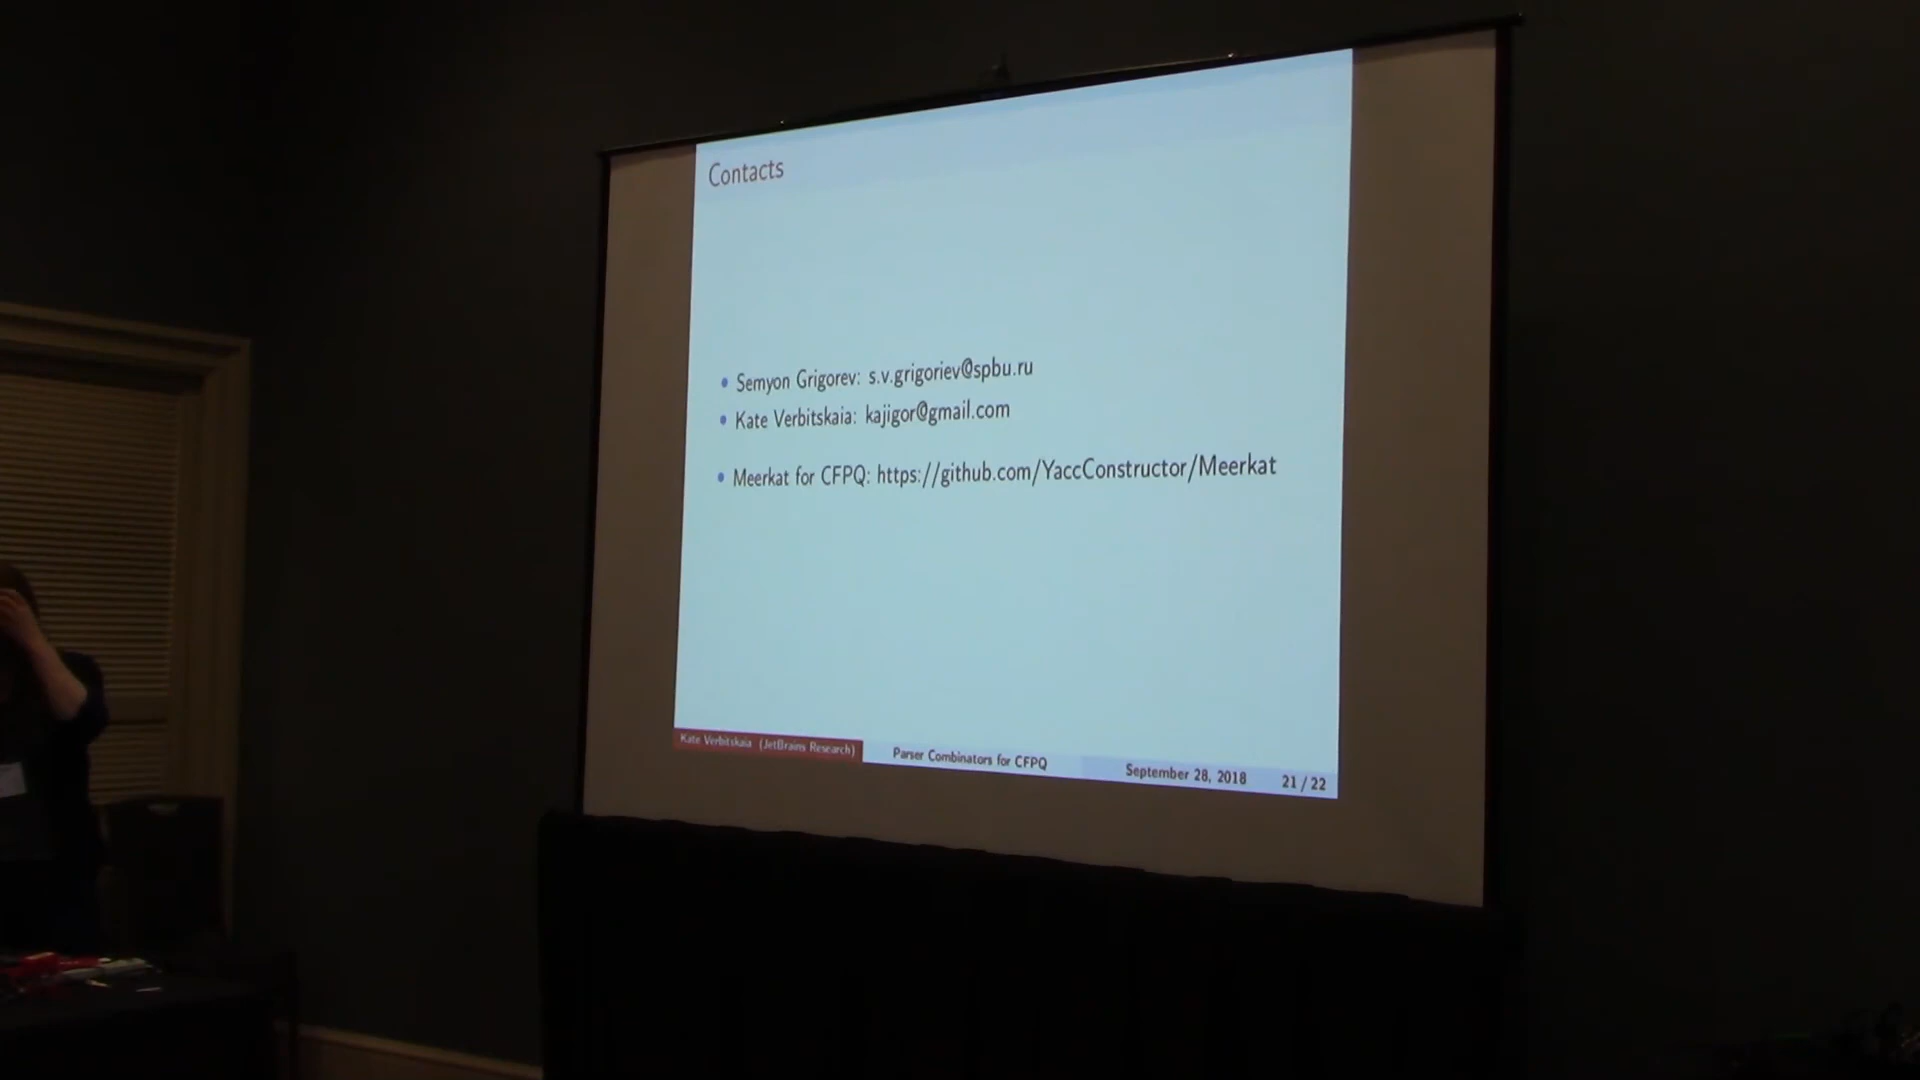 Contacts
• Semyon Grigorev: s.v.grigoriev@spbu.ru
• Kate Verbitskaia: kajigor@gmail.com
• Meerkat for CFPQ: https://github.com/YaccConstructor/Meerkat
Kate Verbitskaia (JetBrains Research) Parser Combinators for CFPQ September 28, 2018 21 / 22